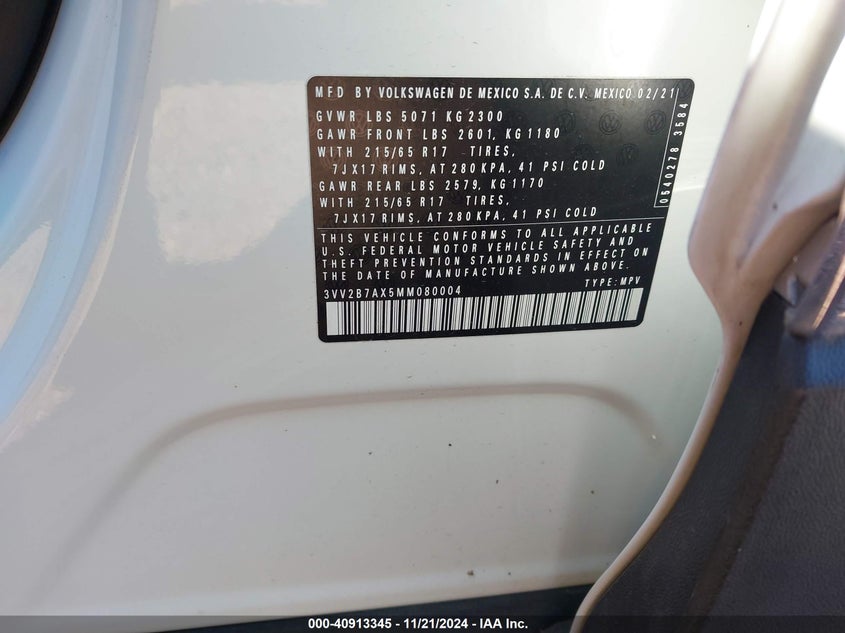 MFD BY VOLKSWAGEN DE MEXICO S.A. DE C.V. MEXICO 02/21
GVWR LBS 5071 KG 2300
GAWR FRONT LBS 2601, KG 1180
WITH 215/65 R17 TIRES,
7JX17 RIMS, AT 280 KPA, 41 PSI COLD
GAWR REAR LBS 2579, KG 1170
WITH 215/65 R17 TIRES,
7JX17 RIMS, AT 280 KPA, 41 PSI COLD
0540278 3584
THIS VEHICLE CONFORMS TO ALL APPLICABLE
U.S. FEDERAL MOTOR VEHICLE SAFETY AND
THEFT PREVENTION STANDARDS IN EFFECT ON
THE DATE OF MANUFACTURE SHOWN ABOVE.
3VV2B7AX5MM080004 TYPE: MPV
000-40913345 - 11/21/2024 - IAA Inc.